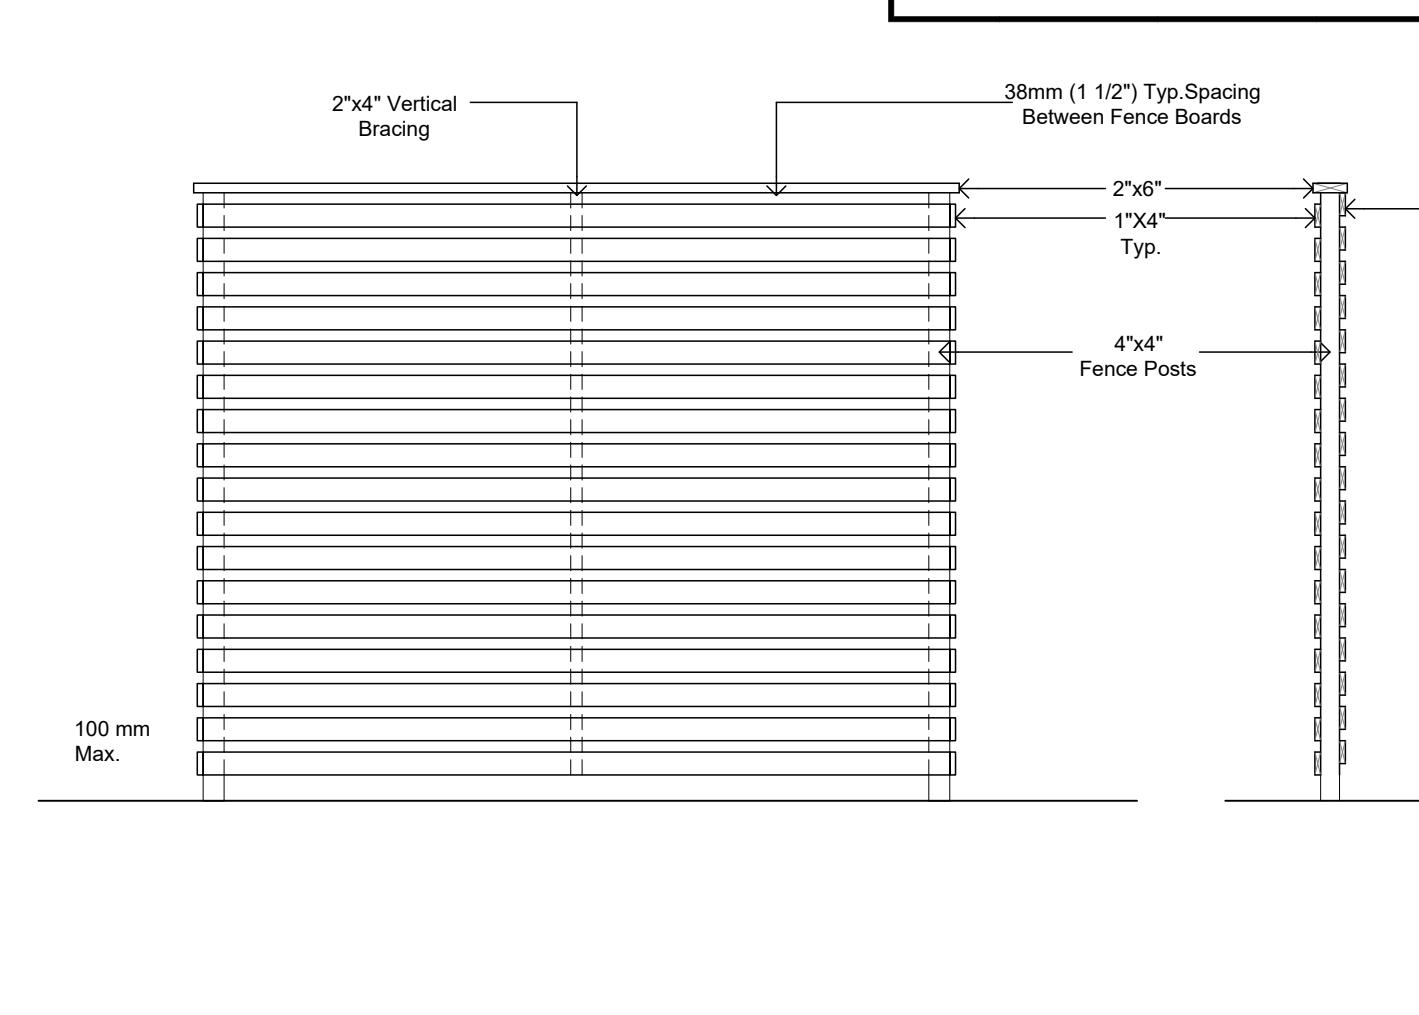 2"x4" Vertical
Bracing
38mm (1 1/2") Typ.Spacing
Between Fence Boards
2"x6"
1"X4"
Typ.
4"x4"
Fence Posts
100 mm
Max.